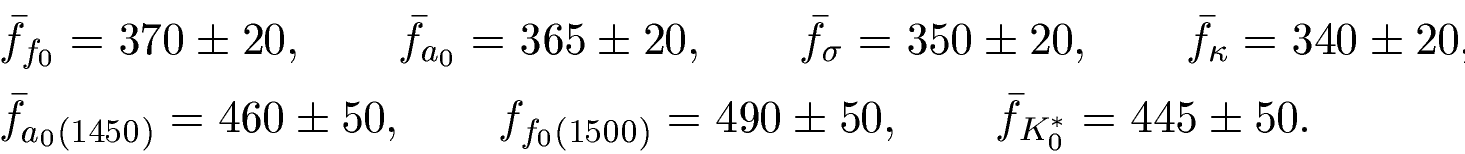 f̄_{f_0} = 370 ± 20, f̄_{a_0} = 365 ± 20, f̄_σ = 350 ± 20, f̄_κ = 340 ± 20,
f̄_{a_0(1450)} = 460 ± 50, f_{f_0(1500)} = 490 ± 50, f̄_{K_0^*} = 445 ± 50.